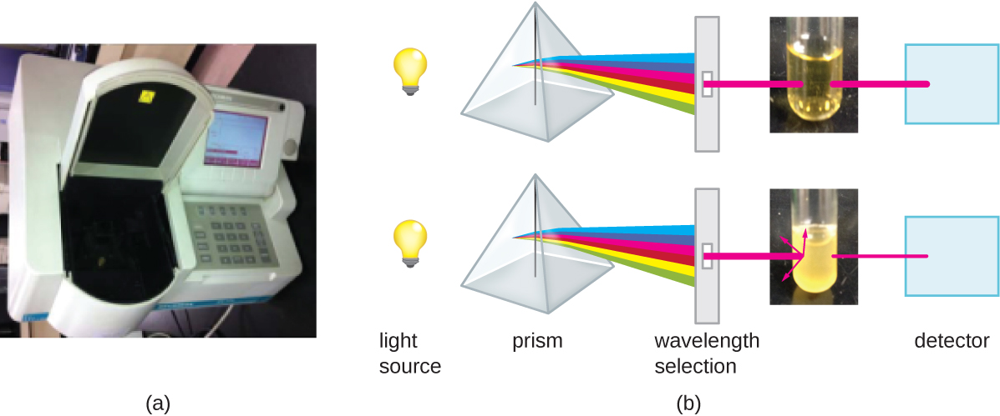 light
source
prism
wavelength
selection
detector
(a)
(b)